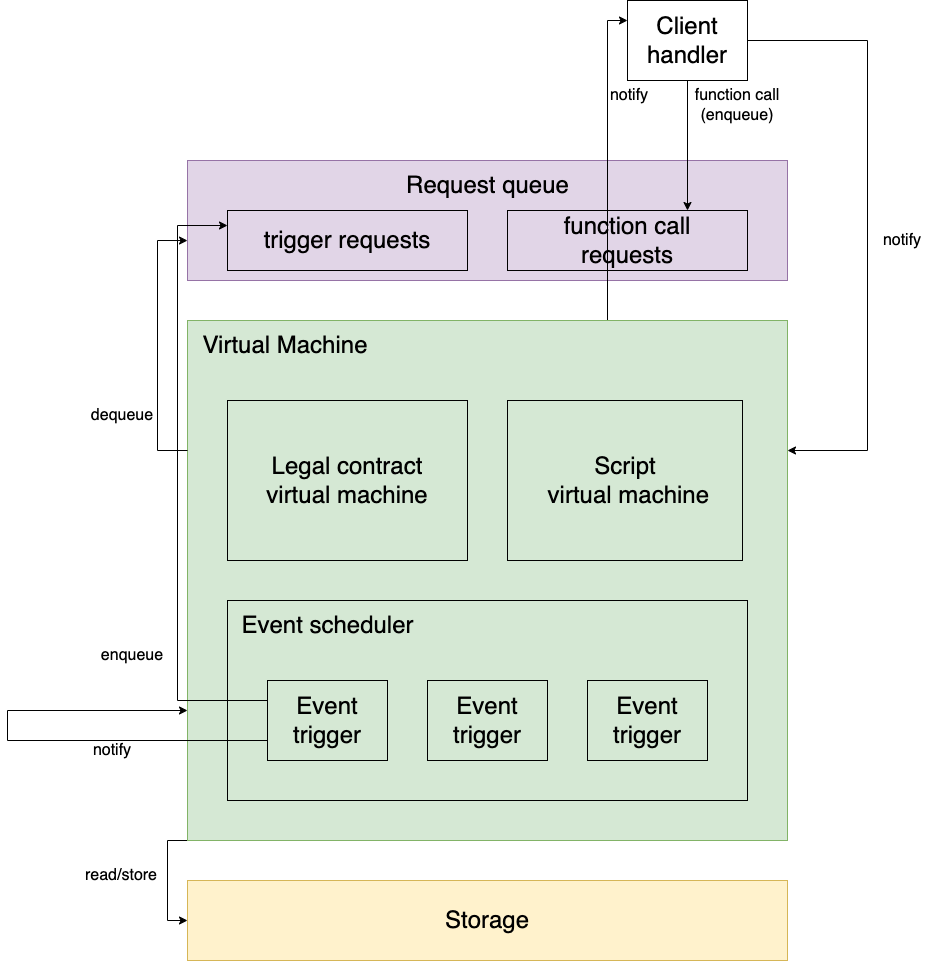 Client
handler
notify
function call
(enqueue)
Request queue
trigger requests
function call
requests
notify
Virtual Machine
dequeue
Legal contract
virtual machine
Script
virtual machine
Event scheduler
enqueue
Event
trigger
Event
trigger
Event
trigger
notify
read/store
Storage